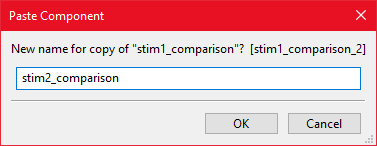 Paste Component
New name for copy of "stim1_comparison"? [stim1_comparison_2]
stim2_comparison
OK Cancel